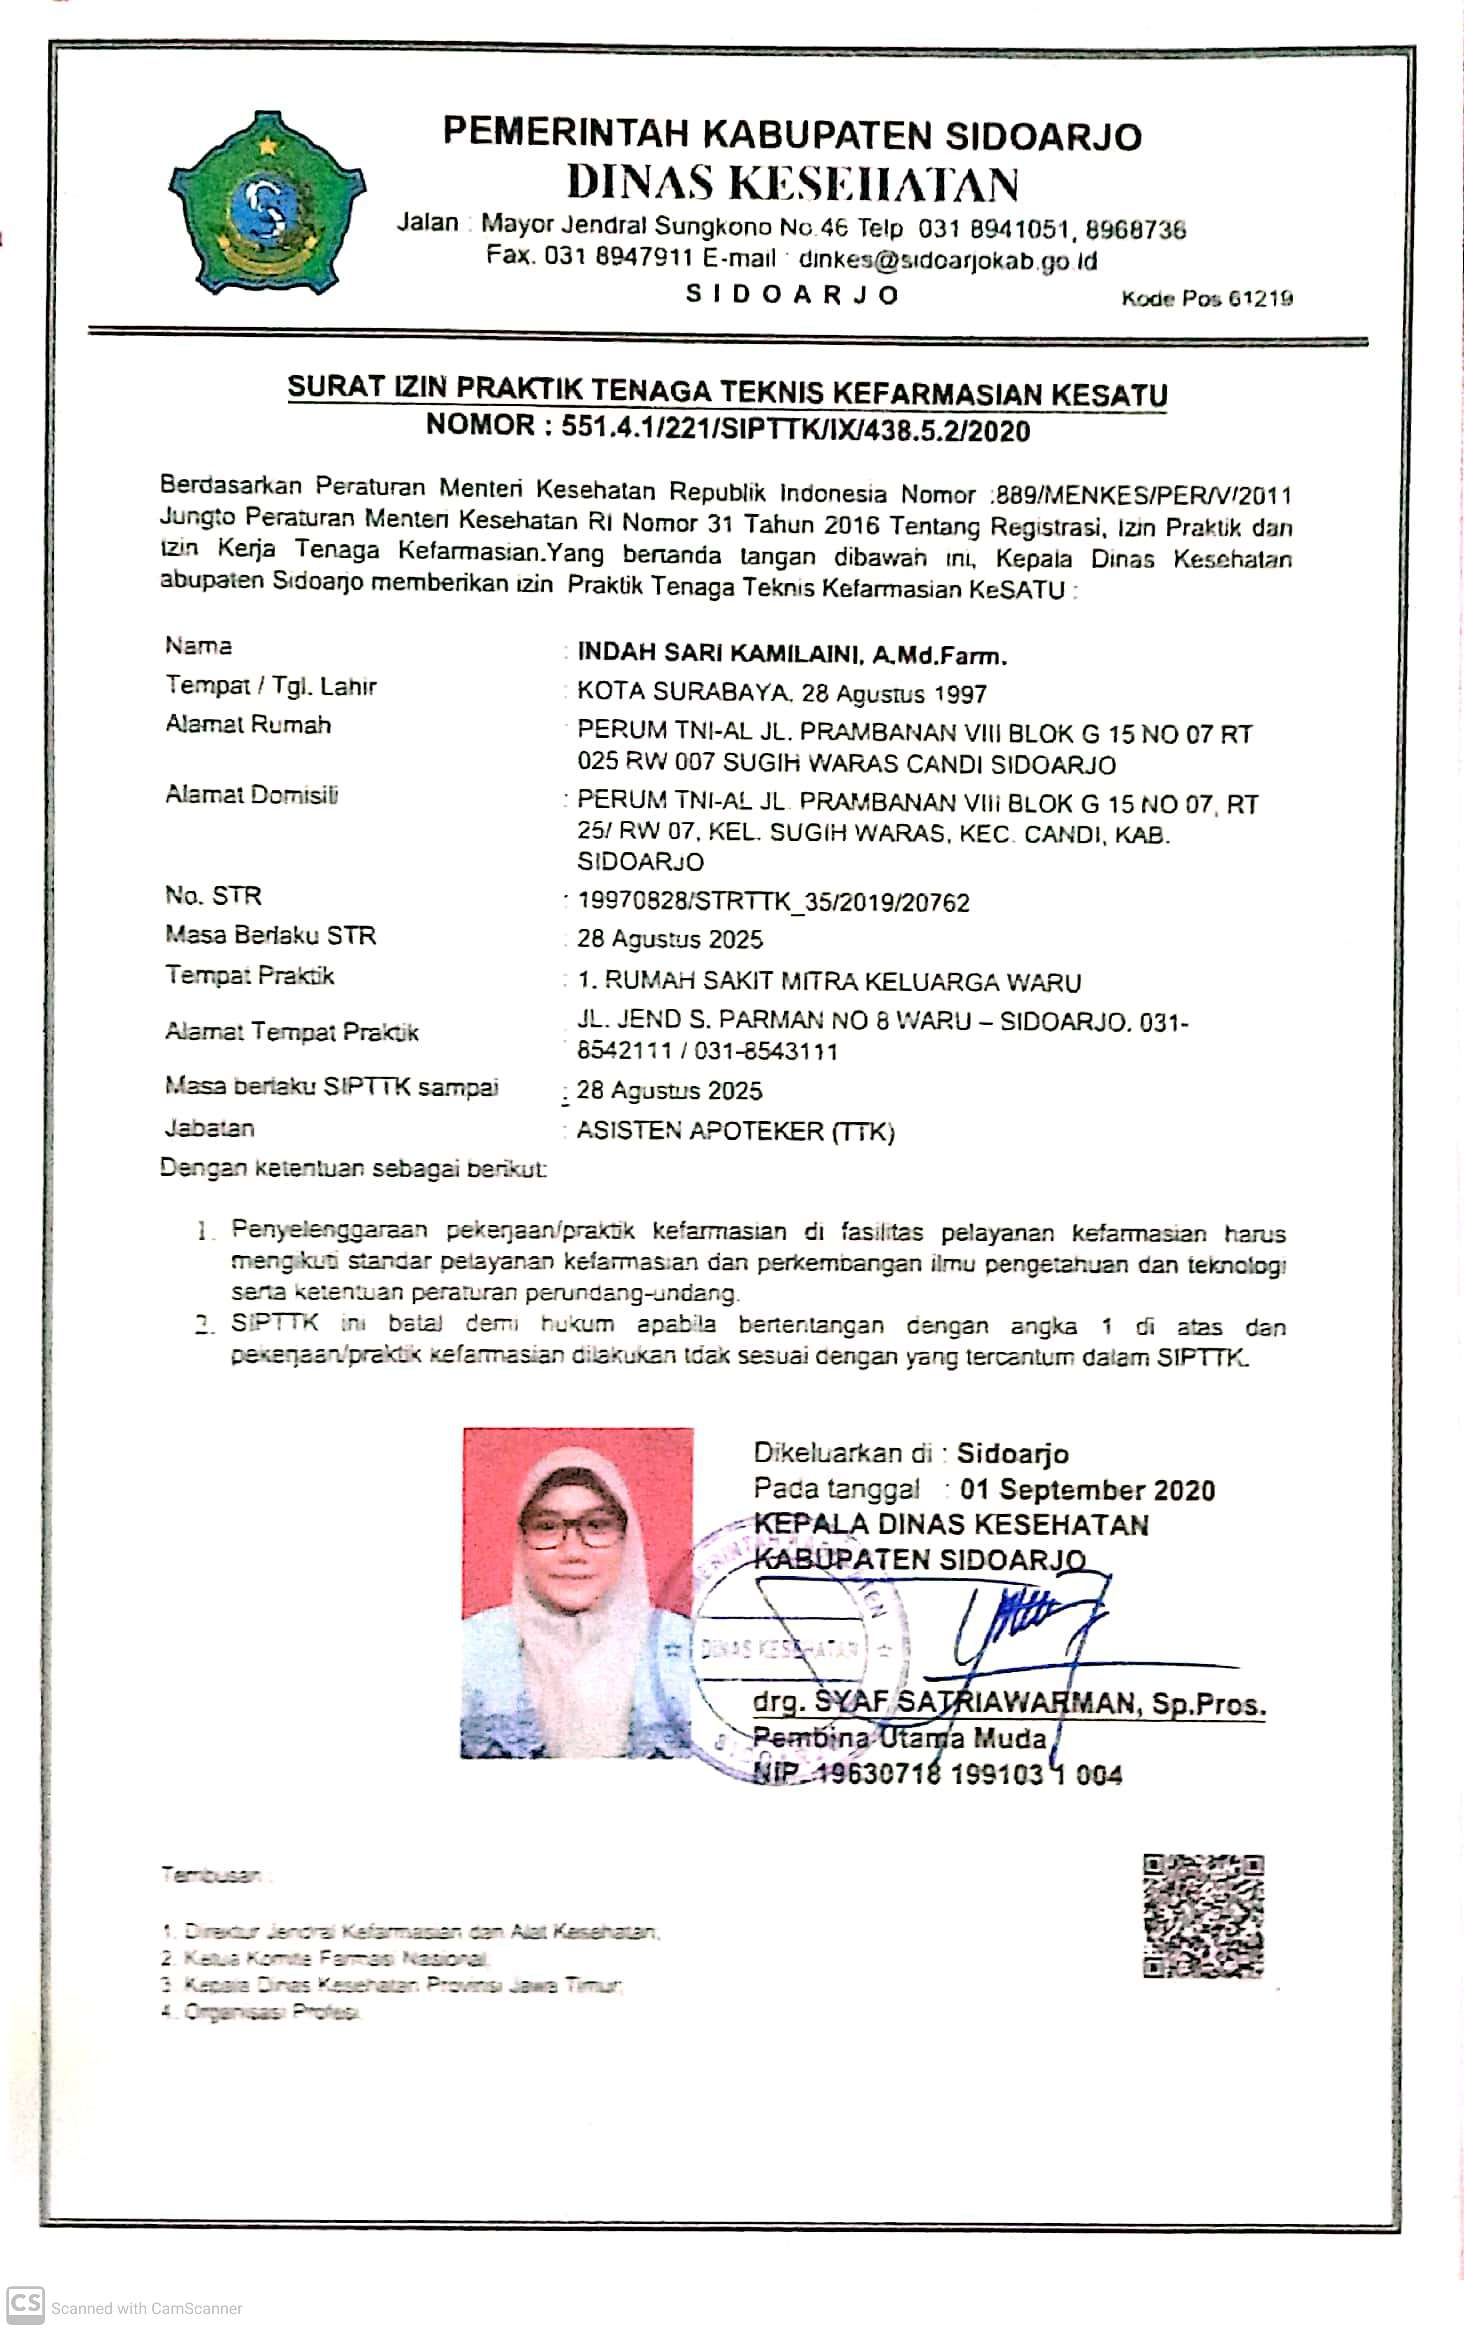 PEMERINTAH KABUPATEN SIDOARJO
DINAS KESEHATAN
Jalan : Mayor Jendral Sungkono No.46 Telp 031 8941051, 8968736
Fax. 031 8947911 E-mail : dinkes@sidoarjokab.go.id
SIDOARJO
Kode Pos 61219
SURAT IZIN PRAKTIK TENAGA TEKNIS KEFARMASIAN KESATU
NOMOR : 551.4.1/221/SIPTTK/IX/438.5.2/2020
Berdasarkan Peraturan Menteri Kesehatan Republik Indonesia Nomor :889/MENKES/PER/V/2011
Jungto Peraturan Menteri Kesehatan RI Nomor 31 Tahun 2016 Tentang Registrasi, Izin Praktik dan
Izin Kerja Tenaga Kefarmasian.Yang bertanda tangan dibawah ini, Kepala Dinas Kesehatan
abupaten Sidoarjo memberikan izin Praktik Tenaga Teknis Kefarmasian KeSATU :
Nama : INDAH SARI KAMILAINI, A.Md.Farm.
Tempat / Tgl. Lahir : KOTA SURABAYA, 28 Agustus 1997
Alamat Rumah : PERUM TNI-AL JL. PRAMBANAN VIII BLOK G 15 NO 07 RT
025 RW 007 SUGIH WARAS CANDI SIDOARJO
Alamat Domisili : PERUM TNI-AL JL. PRAMBANAN VIII BLOK G 15 NO 07, RT
25/ RW 07, KEL. SUGIH WARAS, KEC. CANDI, KAB.
SIDOARJO
No. STR : 19970828/STRTTK_35/2019/20762
Masa Berlaku STR : 28 Agustus 2025
Tempat Praktik : 1. RUMAH SAKIT MITRA KELUARGA WARU
Alamat Tempat Praktik : JL. JEND S. PARMAN NO 8 WARU – SIDOARJO. 031-
8542111 / 031-8543111
Masa berlaku SIPTTK sampai : 28 Agustus 2025
Jabatan : ASISTEN APOTEKER (TTK)
Dengan ketentuan sebagai berikut:
1. Penyelenggaraan pekerjaan/praktik kefarmasian di fasilitas pelayanan kefarmasian harus
mengikuti standar pelayanan kefarmasian dan perkembangan ilmu pengetahuan dan teknologi
serta ketentuan peraturan perundang-undang.
2. SIPTTK ini batal demi hukum apabila bertentangan dengan angka 1 di atas dan
pekerjaan/praktik kefarmasian dilakukan tdak sesuai dengan yang tercantum dalam SIPTTK.
Dikeluarkan di : Sidoarjo
Pada tanggal : 01 September 2020
KEPALA DINAS KESEHATAN
KABUPATEN SIDOARJO
DINAS KESEHATAN
drg. SYAF SATRIAWARMAN, Sp.Pros.
Pembina Utama Muda
NIP. 19630718 199103 1 004
Tembusan :
1. Direktur Jendral Kefarmasian dan Alat Kesehatan;
2. Ketua Komite Farmasi Nasional;
3. Kepala Dinas Kesehatan Provinsi Jawa Timur;
4. Organisasi Profesi.
CS Scanned with CamScanner